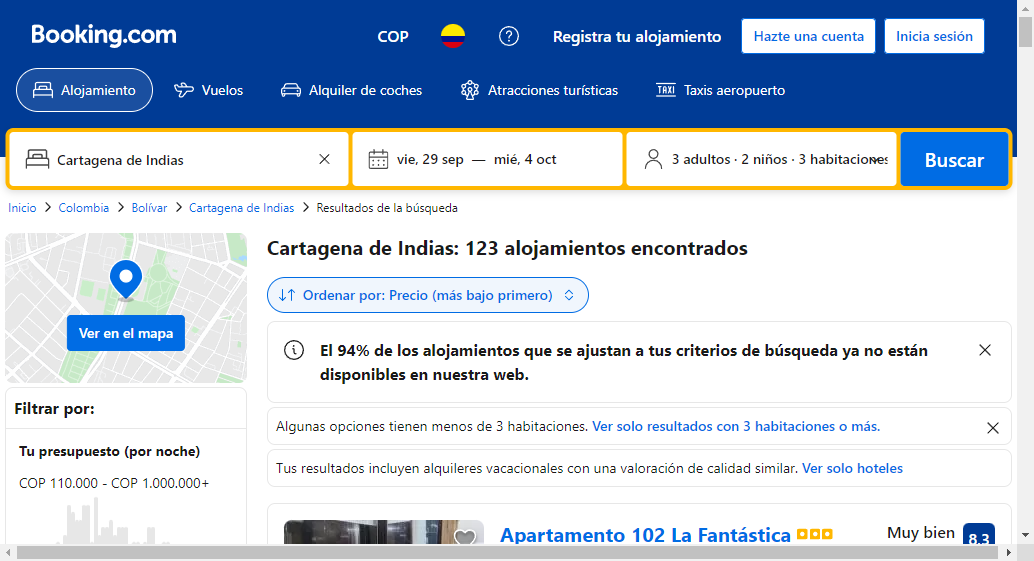 Booking.com
COP
Registra tu alojamiento
Hazte una cuenta
Inicia sesión
Alojamiento
Vuelos
Alquiler de coches
Atracciones turísticas
TAXI
Taxis aeropuerto
Cartagena de Indias
vie, 29 sep — mié, 4 oct
3 adultos · 2 niños · 3 habitaciones
Buscar
Inicio > Colombia > Bolívar > Cartagena de Indias > Resultados de la búsqueda
Ver en el mapa
Filtrar por:
Tu presupuesto (por noche)
COP 110.000 - COP 1.000.000+
Cartagena de Indias: 123 alojamientos encontrados
Ordenar por: Precio (más bajo primero)
El 94% de los alojamientos que se ajustan a tus criterios de búsqueda ya no están
disponibles en nuestra web.
Algunas opciones tienen menos de 3 habitaciones. Ver solo resultados con 3 habitaciones o más.
Tus resultados incluyen alquileres vacacionales con una valoración de calidad similar. Ver solo hoteles
Apartamento 102 La Fantástica
Muy bien
8,3